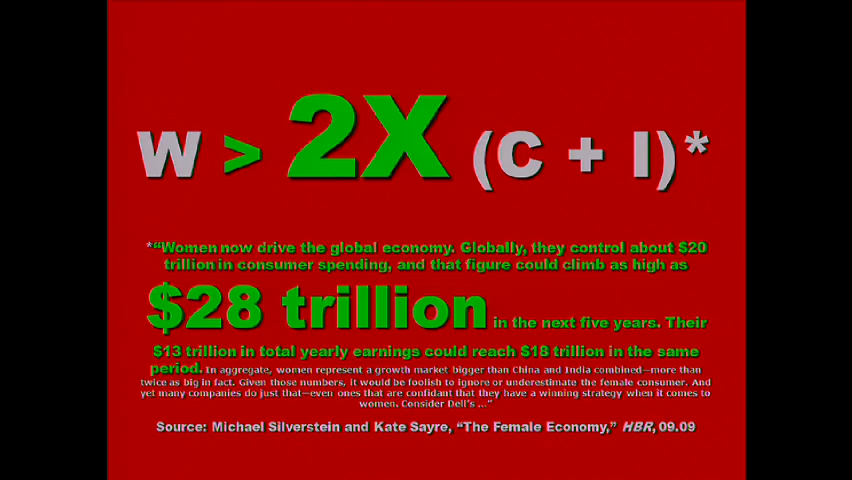 W > 2X (C + I)*
*“Women now drive the global economy. Globally, they control about $20
trillion in consumer spending, and that figure could climb as high as
$28 trillion in the next five years. Their
$13 trillion in total yearly earnings could reach $18 trillion in the same
period. In aggregate, women represent a growth market bigger than China and India combined—more than
twice as big in fact. Given those numbers, it would be foolish to ignore or underestimate the female consumer. And
yet many companies do just that—even ones that are confidant that they have a winning strategy when it comes to
women. Consider Dell’s …”
Source: Michael Silverstein and Kate Sayre, “The Female Economy,” HBR, 09.09